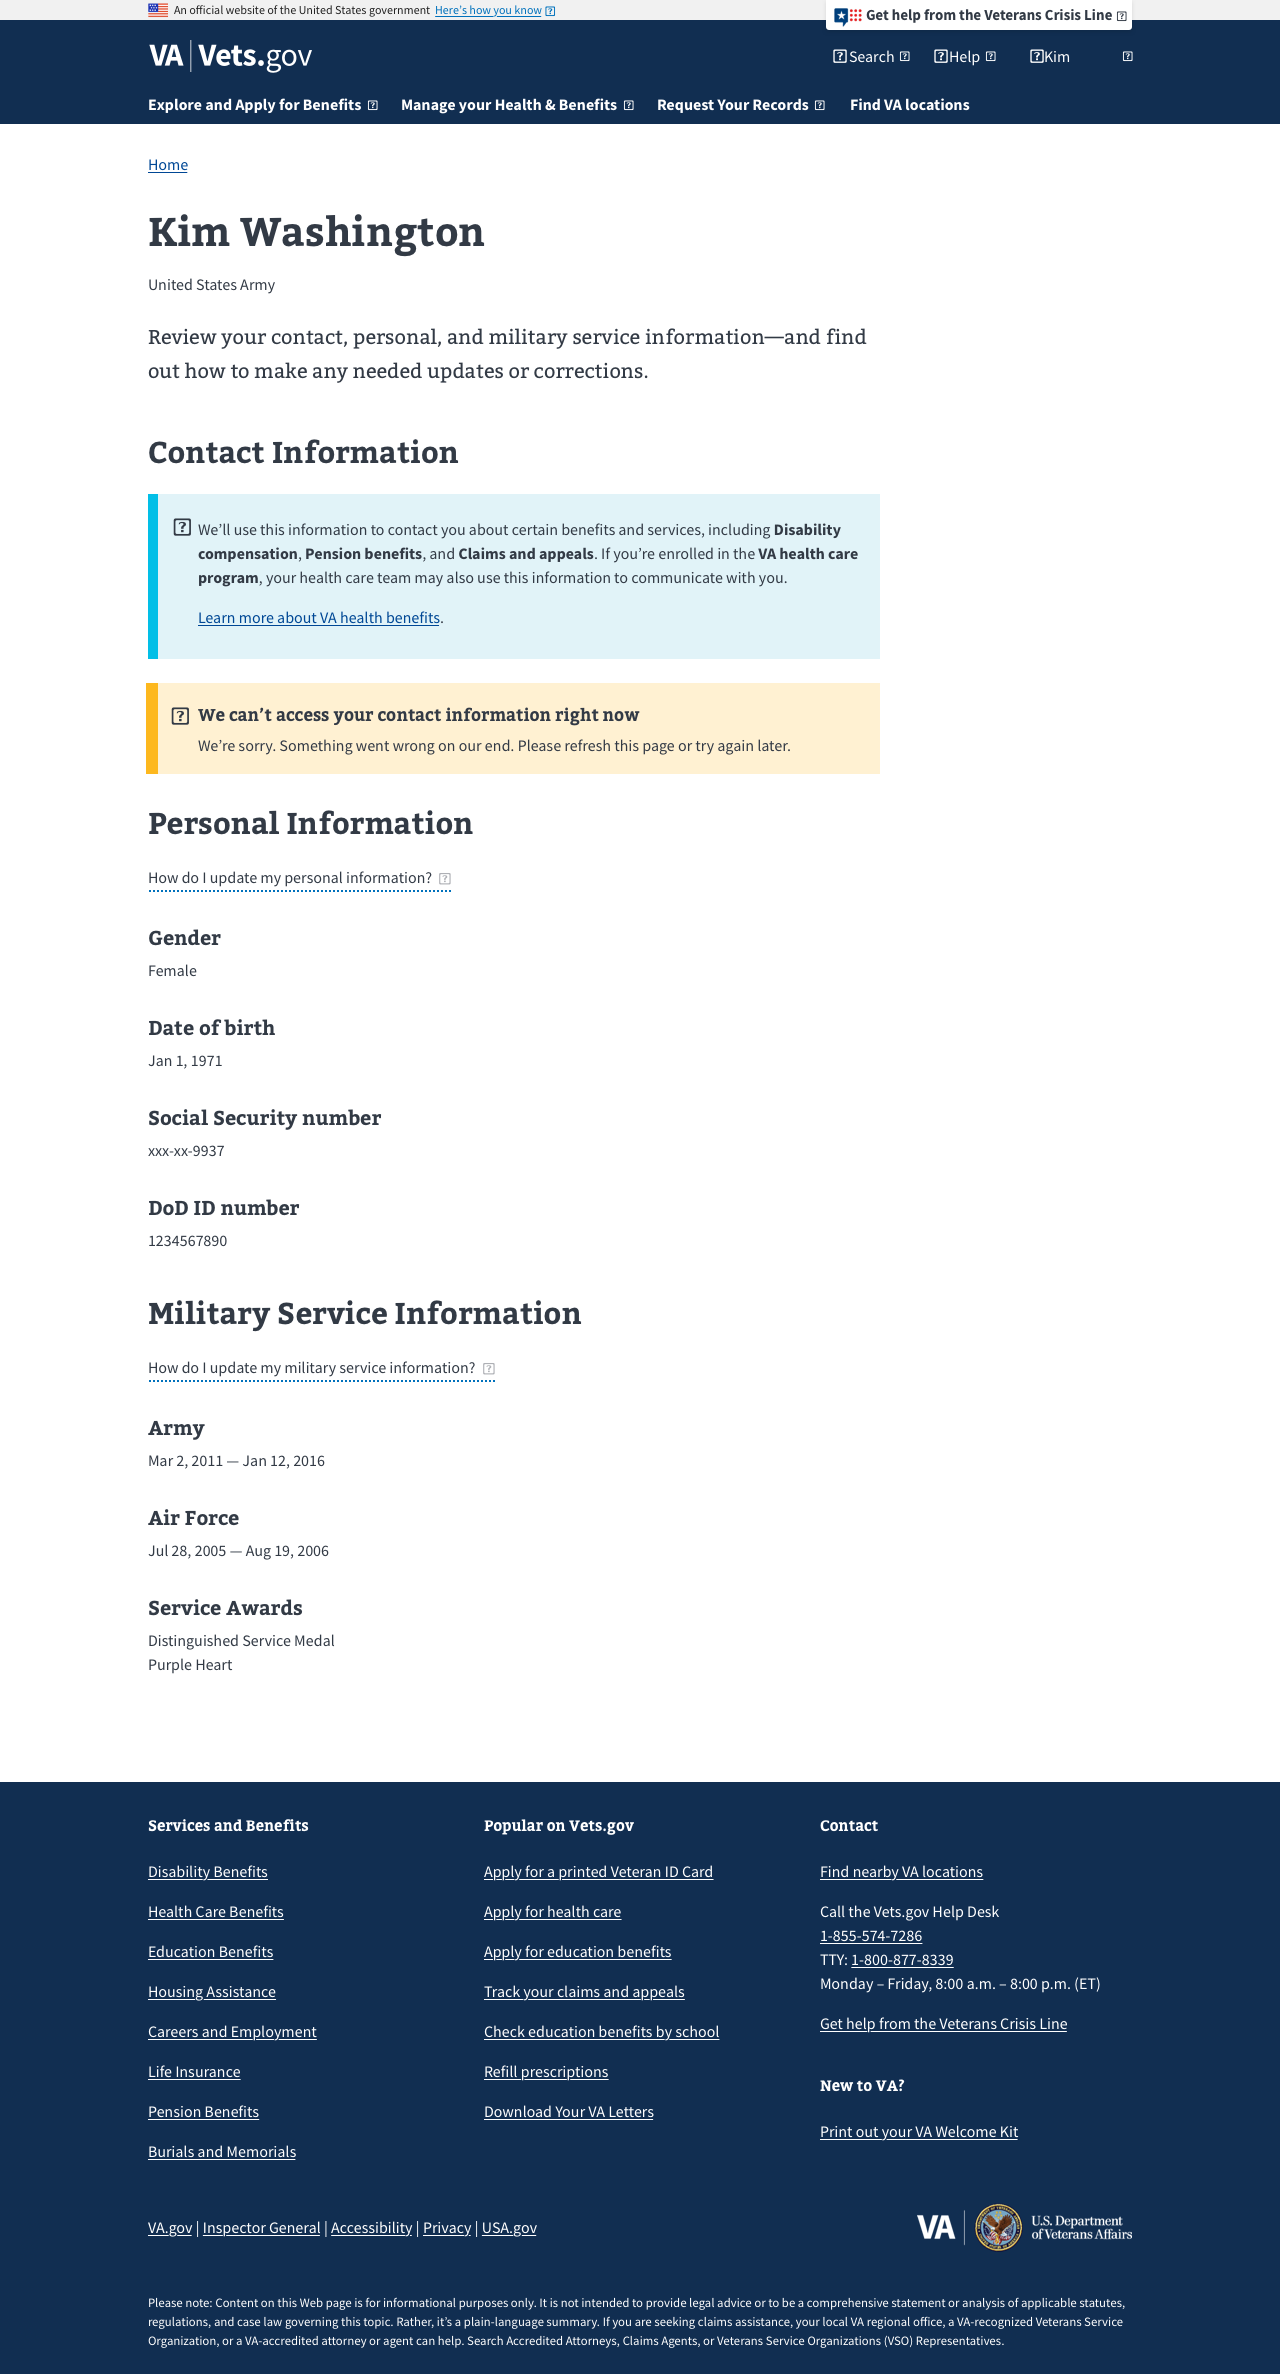 An official website of the United States government Here's how you know
Get help from the Veterans Crisis Line
VA | Vets.gov
Search Help Kim
Explore and Apply for Benefits Manage your Health & Benefits Request Your Records Find VA locations
Home
Kim Washington
United States Army
Review your contact, personal, and military service information—and find
out how to make any needed updates or corrections.
Contact Information
We'll use this information to contact you about certain benefits and services, including Disability
compensation, Pension benefits, and Claims and appeals. If you're enrolled in the VA health care
program, your health care team may also use this information to communicate with you.
Learn more about VA health benefits.
We can't access your contact information right now
We're sorry. Something went wrong on our end. Please refresh this page or try again later.
Personal Information
How do I update my personal information?
Gender
Female
Date of birth
Jan 1, 1971
Social Security number
xxx-xx-9937
DoD ID number
1234567890
Military Service Information
How do I update my military service information?
Army
Mar 2, 2011 — Jan 12, 2016
Air Force
Jul 28, 2005 — Aug 19, 2006
Service Awards
Distinguished Service Medal
Purple Heart
Services and Benefits
Disability Benefits
Health Care Benefits
Education Benefits
Housing Assistance
Careers and Employment
Life Insurance
Pension Benefits
Burials and Memorials
Popular on Vets.gov
Apply for a printed Veteran ID Card
Apply for health care
Apply for education benefits
Track your claims and appeals
Check education benefits by school
Refill prescriptions
Download Your VA Letters
Contact
Find nearby VA locations
Call the Vets.gov Help Desk
1-855-574-7286
TTY: 1-800-877-8339
Monday – Friday, 8:00 a.m. – 8:00 p.m. (ET)
Get help from the Veterans Crisis Line
New to VA?
Print out your VA Welcome Kit
VA.gov | Inspector General | Accessibility | Privacy | USA.gov
VA | U.S. Department
of Veterans Affairs
Please note: Content on this Web page is for informational purposes only. It is not intended to provide legal advice or to be a comprehensive statement or analysis of applicable statutes,
regulations, and case law governing this topic. Rather, it's a plain-language summary. If you are seeking claims assistance, your local VA regional office, a VA-recognized Veterans Service
Organization, or a VA-accredited attorney or agent can help. Search Accredited Attorneys, Claims Agents, or Veterans Service Organizations (VSO) Representatives.